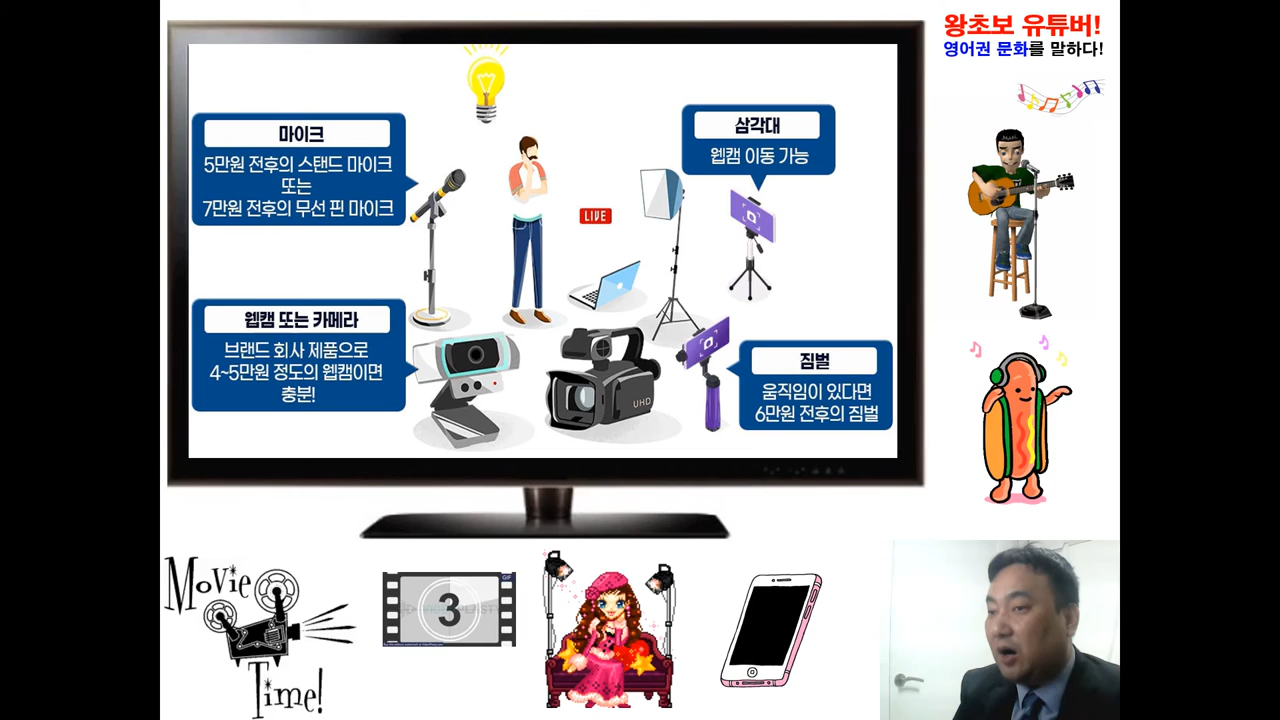 왕초보 유튜버!
영어권 문화를 말하다!
마이크
5만원 전후의 스탠드 마이크
또는
7만원 전후의 무선 핀 마이크
삼각대
웹캠 이동 가능
LIVE
웹캠 또는 카메라
브랜드 회사 제품으로
4~5만원 정도의 웹캠이면
충분!
UHD
짐벌
움직임이 있다면
6만원 전후의 짐벌
MOVIE
TIME!
GIF
3